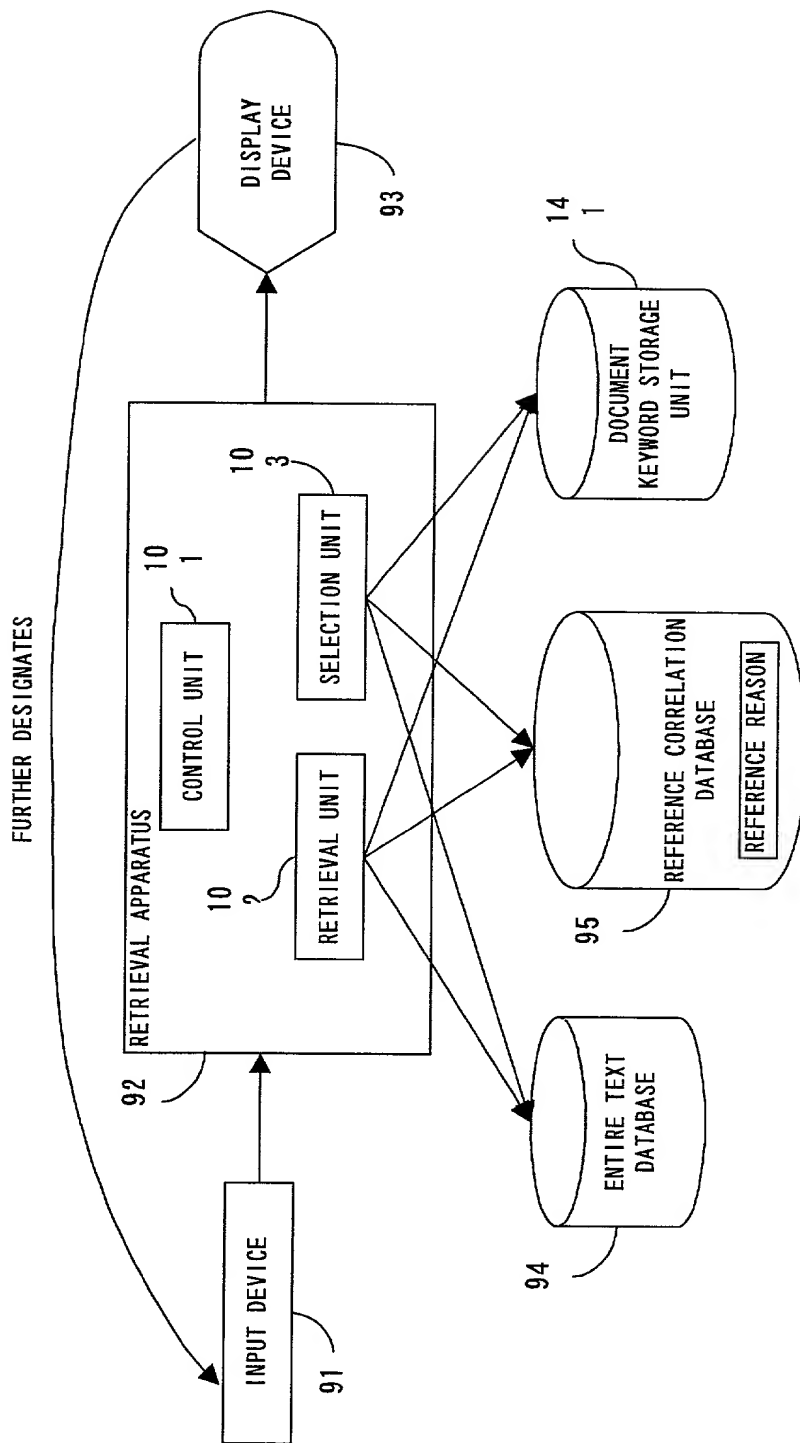 FURTHER DESIGNATES
RETRIEVAL APPARATUS
92
10
1
CONTROL UNIT
10
2
RETRIEVAL UNIT
10
3
SELECTION UNIT
INPUT DEVICE
91
DISPLAY
DEVICE
93
ENTIRE TEXT
DATABASE
94
REFERENCE CORRELATION
DATABASE
REFERENCE REASON
95
DOCUMENT
KEYWORD STORAGE
UNIT
14
1